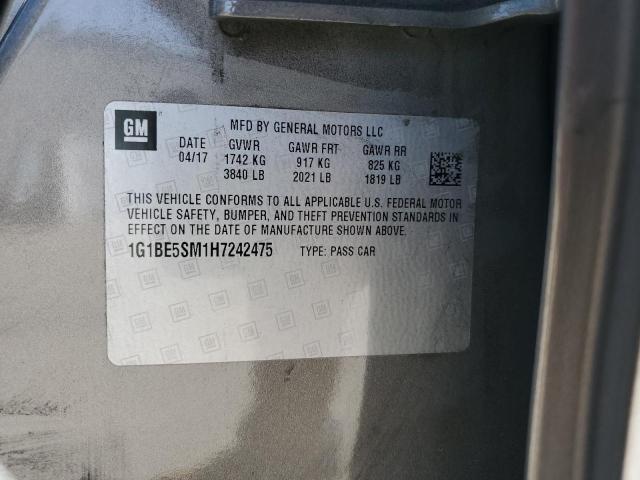 GM
MFD BY GENERAL MOTORS LLC
DATE GVWR GAWR FRT GAWR RR
04/17 1742 KG 917 KG 825 KG
3840 LB 2021 LB 1819 LB
THIS VEHICLE CONFORMS TO ALL APPLICABLE U.S. FEDERAL MOTOR
VEHICLE SAFETY, BUMPER, AND THEFT PREVENTION STANDARDS
IN EFFECT ON THE DATE OF MANUFACTURE SHOWN ABOVE.
1G1BE5SM1H7242475 TYPE: PASS CAR